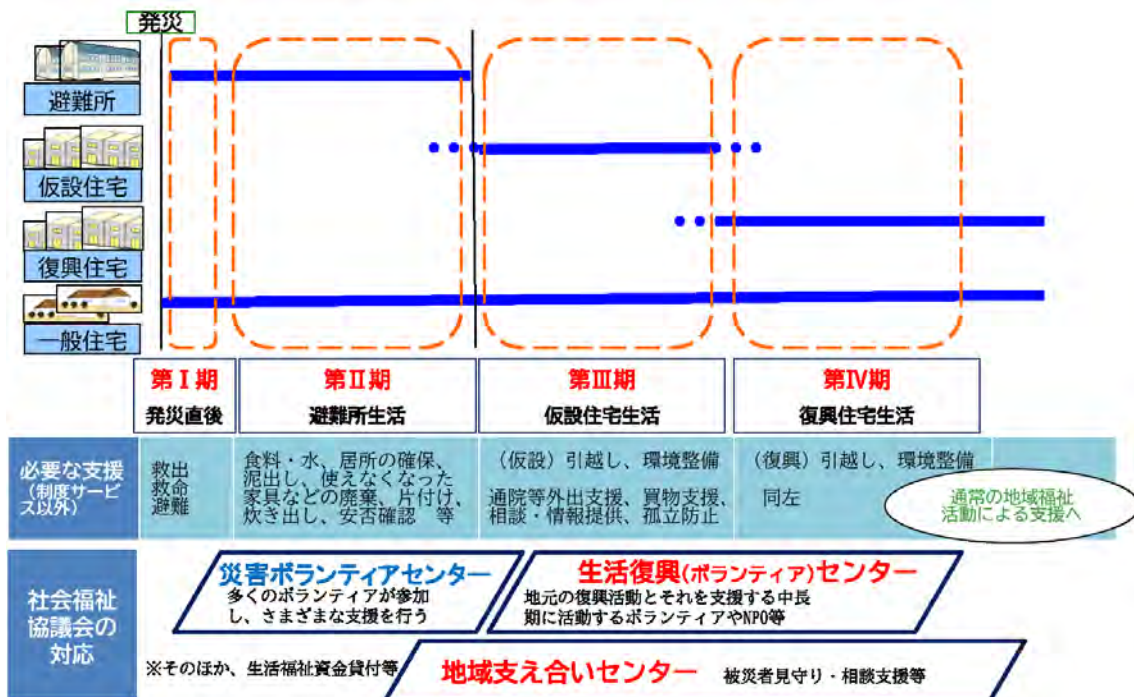 発災
避難所
仮設住宅
復興住宅
一般住宅
第Ⅰ期
発災直後
第Ⅱ期
避難所生活
第Ⅲ期
仮設住宅生活
第Ⅳ期
復興住宅生活
必要な支援
(制度サービ
ス以外)
救出
救命
避難
食料・水、居所の確保、
泥出し、使えなくなった
家具などの廃棄、片付け、
炊き出し、安否確認 等
(仮設)引越し、環境整備
通院等外出支援、買物支援、
相談・情報提供、孤立防止
(復興)引越し、環境整備
同左
通常の地域福祉
活動による支援へ
社会福祉
協議会の
対応
災害ボランティアセンター
多くのボランティアが参加
し、さまざまな支援を行う
生活復興(ボランティア)センター
地元の復興活動とそれを支援する中長
期に活動するボランティアやNPO等
※そのほか、生活福祉資金貸付等
地域支え合いセンター 被災者見守り・相談支援等